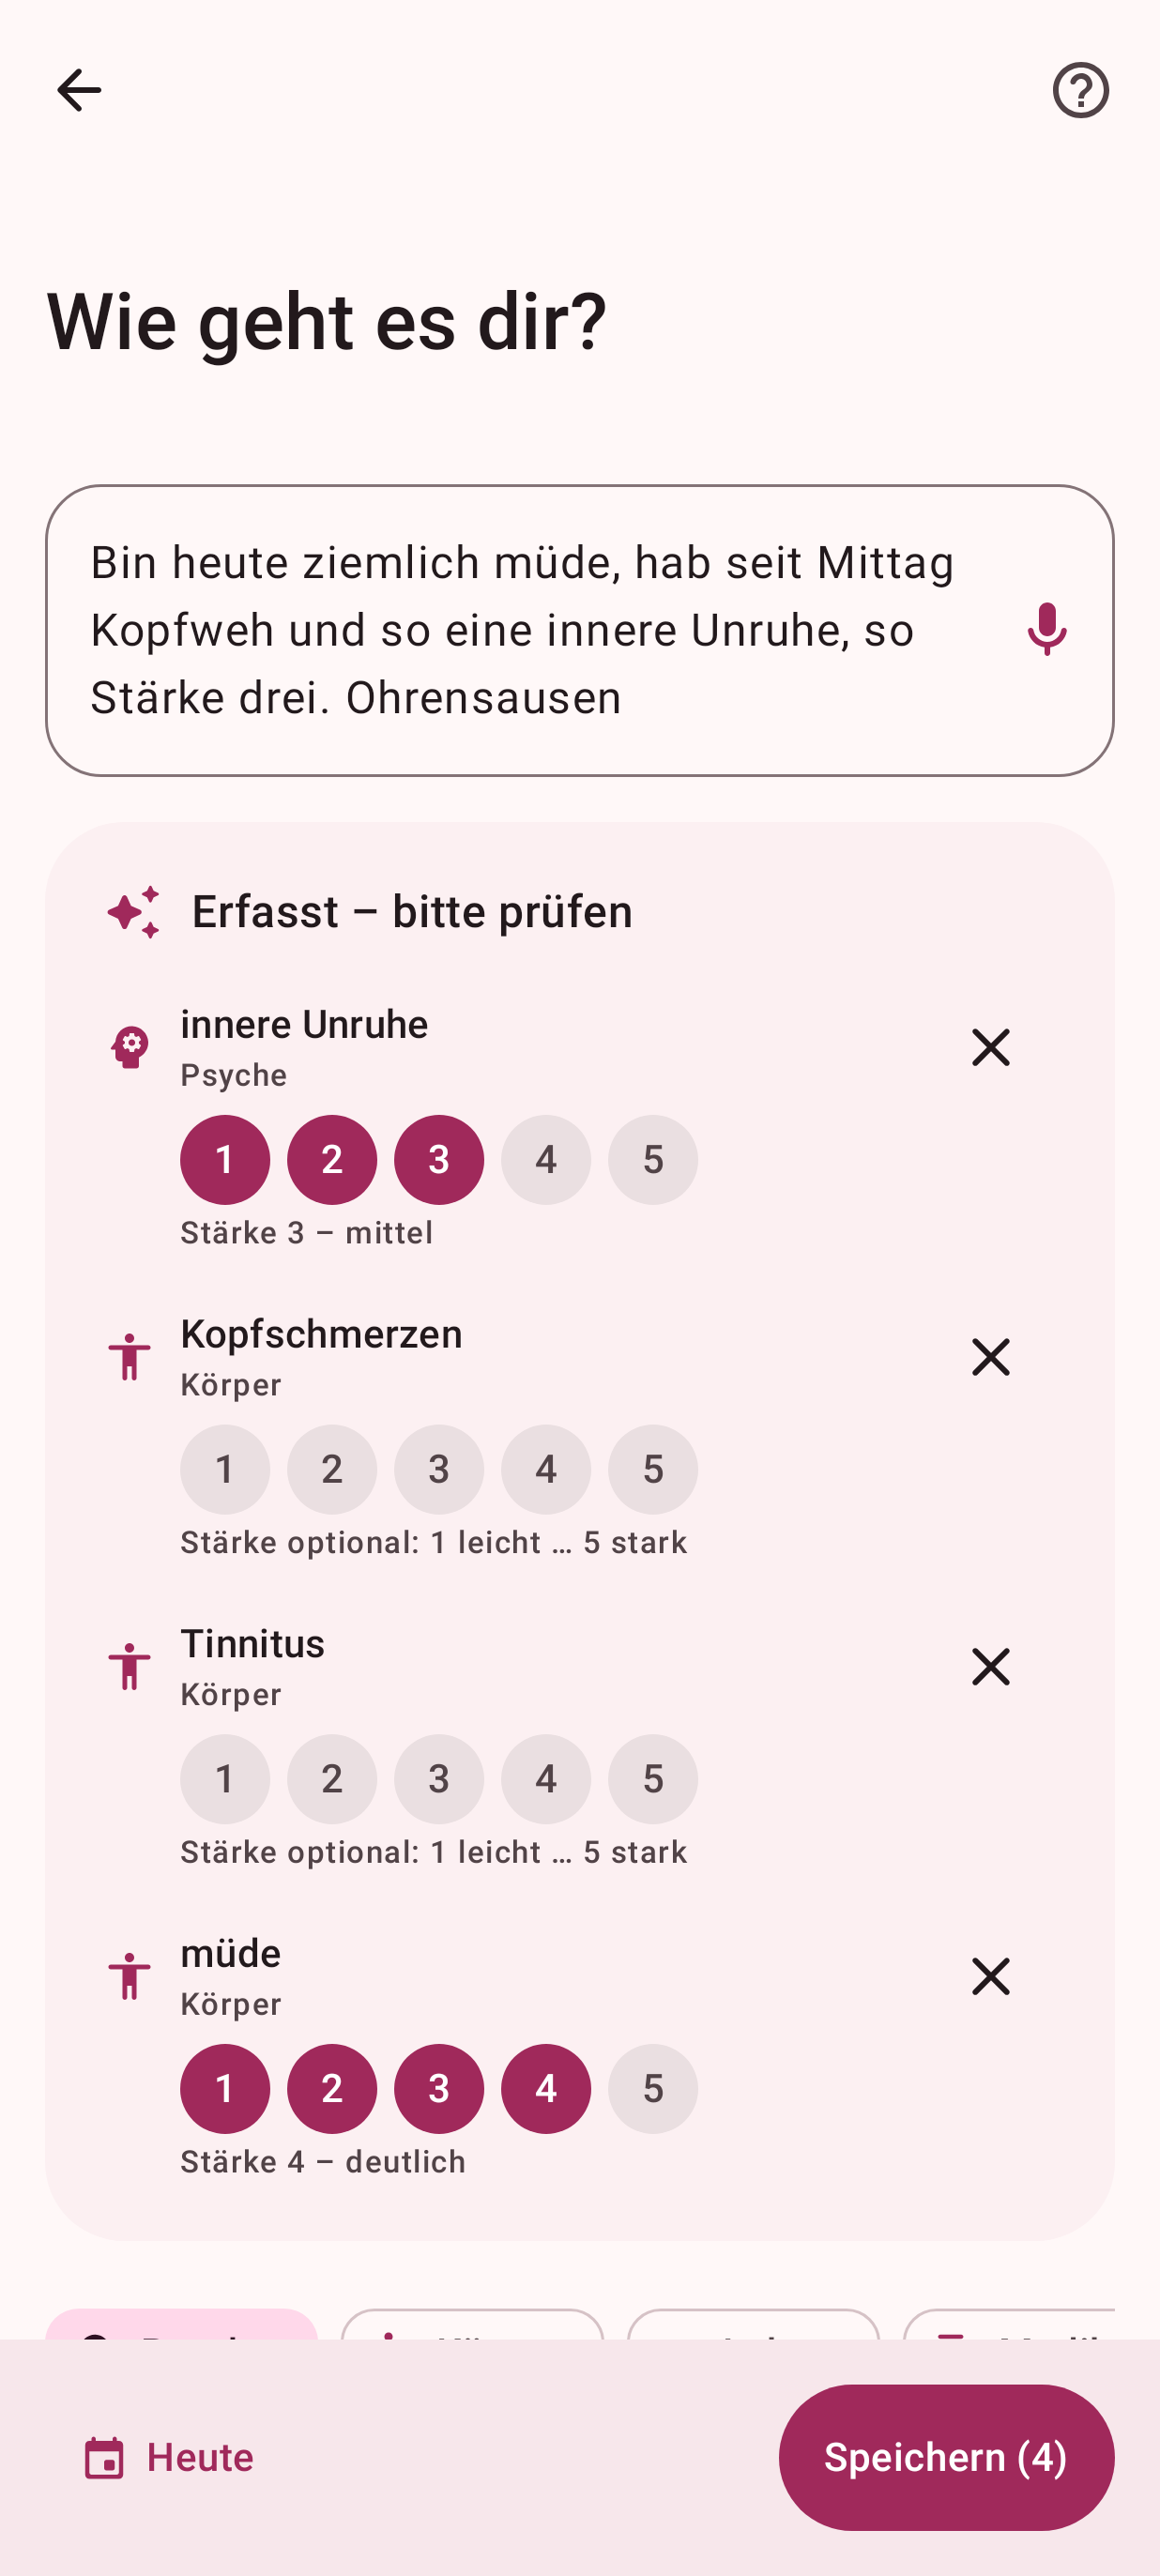 Wie geht es dir?
Bin heute ziemlich müde, hab seit Mittag
Kopfweh und so eine innere Unruhe, so
Stärke drei. Ohrensausen
Erfasst – bitte prüfen
innere Unruhe
Psyche
1 2 3 4 5
Stärke 3 – mittel
Kopfschmerzen
Körper
1 2 3 4 5
Stärke optional: 1 leicht … 5 stark
Tinnitus
Körper
1 2 3 4 5
Stärke optional: 1 leicht … 5 stark
müde
Körper
1 2 3 4 5
Stärke 4 – deutlich
Heute
Speichern (4)